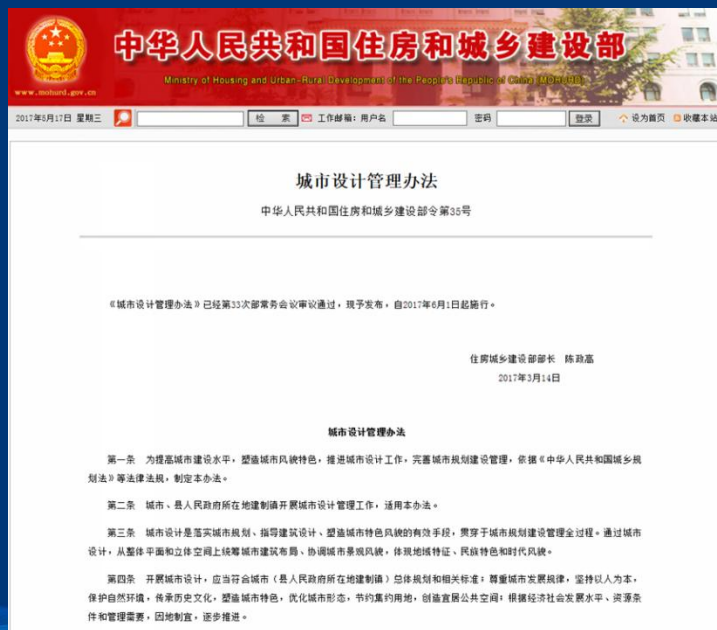 中华人民共和国住房和城乡建设部
Ministry of Housing and Urban-Rural Development of the People's Republic of China (MOHURD)
www.mohurd.gov.cn
2017年8月17日 星期三 检 索 工作邮箱：用户名 密码 登录 设为首页 收藏本站
城市设计管理办法
中华人民共和国住房和城乡建设部令第35号
《城市设计管理办法》已经第33次部常务会议审议通过，现予发布，自2017年6月1日起施行。
住房城乡建设部部长 陈政高
2017年3月14日
城市设计管理办法
第一条 为提高城市建设水平，塑造城市风貌特色，推进城市设计工作，完善城市规划建设管理，依据《中华人民共和国城乡规
划法》等法律法规，制定本办法。
第二条 城市、县人民政府所在地建制镇开展城市设计管理工作，适用本办法。
第三条 城市设计是落实城市规划、指导建筑设计、塑造城市特色风貌的有效手段，贯穿于城市规划建设管理全过程。通过城市
设计，从整体平面和立体空间上统筹城市建筑布局、协调城市景观风貌，体现地域特征、民族特色和时代风貌。
第四条 开展城市设计，应当符合城市（县人民政府所在地建制镇）总体规划和相关标准；尊重城市发展规律，坚持以人为本，
保护自然环境，传承历史文化，塑造城市特色，优化城市形态，节约集约用地，创造宜居公共空间；根据经济社会发展水平、资源条
件和管理需要，因地制宜，逐步推进。